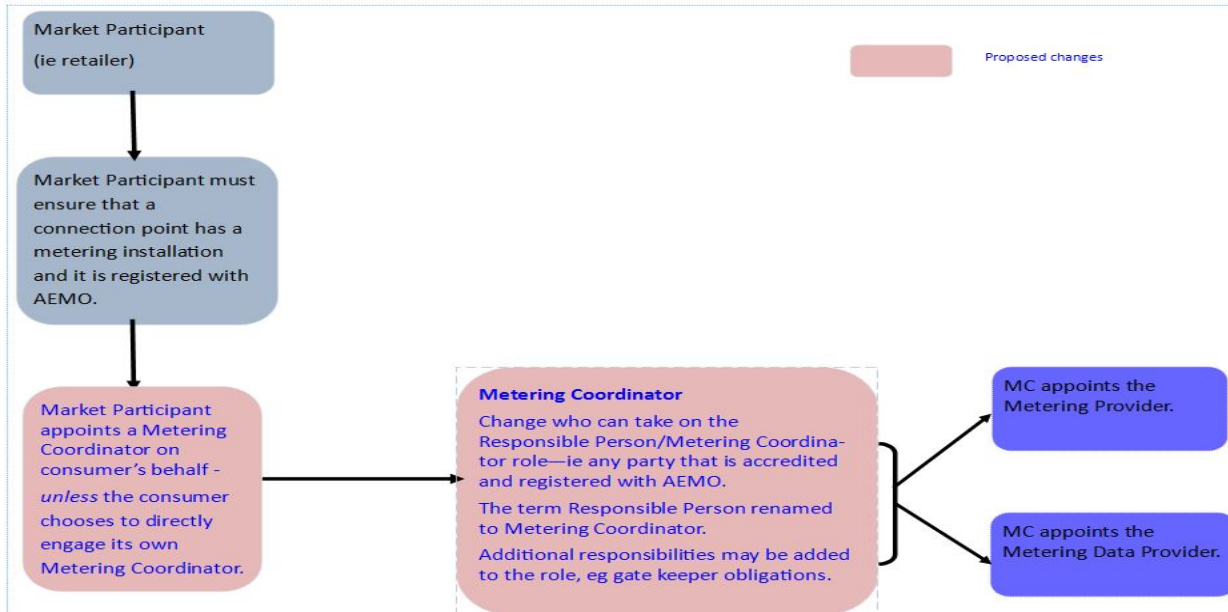 Market Participant
(ie retailer)
Proposed changes
Market Participant must
ensure that a
connection point has a
metering installation
and it is registered with
AEMO.
Market Participant
appoints a Metering
Coordinator on
consumer’s behalf -
unless the consumer
chooses to directly
engage its own
Metering Coordinator.
Metering Coordinator
Change who can take on the
Responsible Person/Metering Coordina-
tor role—ie any party that is accredited
and registered with AEMO.
The term Responsible Person renamed
to Metering Coordinator.
Additional responsibilities may be added
to the role, eg gate keeper obligations.
MC appoints the
Metering Provider.
MC appoints the
Metering Data Provider.